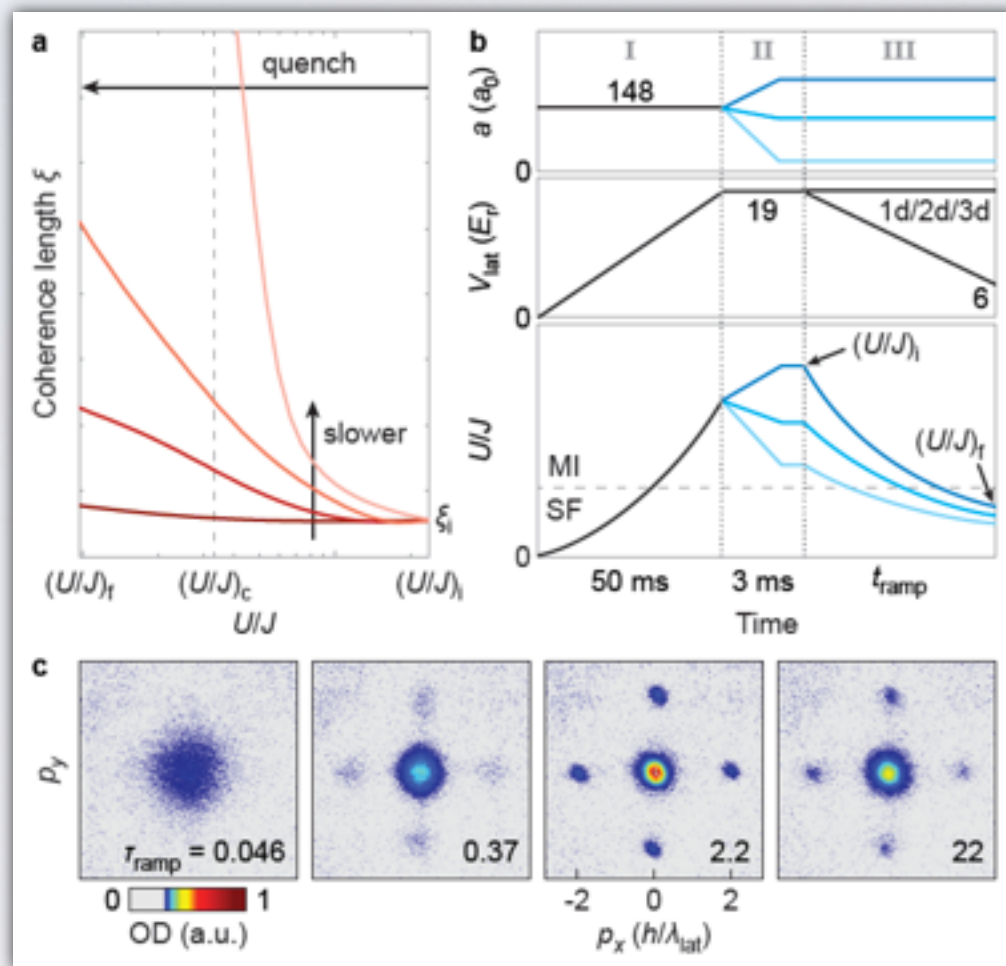 a
quench
Coherence length ξ
slower
ξi
(U/J)f
(U/J)c
(U/J)i
U/J
b
I
II
III
a (a0)
148
0
Vlat (Er)
19
1d/2d/3d
6
0
U/J
(U/J)i
(U/J)f
MI
SF
0
50 ms
3 ms
tramp
Time
c
py
τramp = 0.046
0.37
2.2
22
0
1
OD (a.u.)
-2
0
2
px (h/λlat)